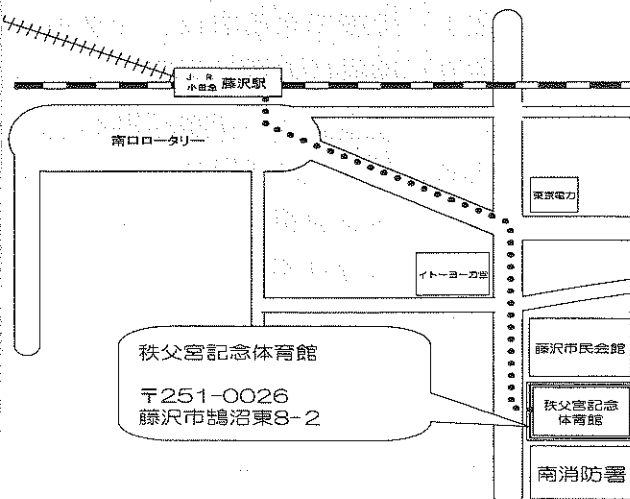 J R
小田急 藤沢駅
南口ロータリー
東京電力
イトーヨーカ堂
藤沢市民会館
秩父宮記念体育館
〒251-0026
藤沢市鵠沼東8-2
秩父宮記念
体育館
南消防署